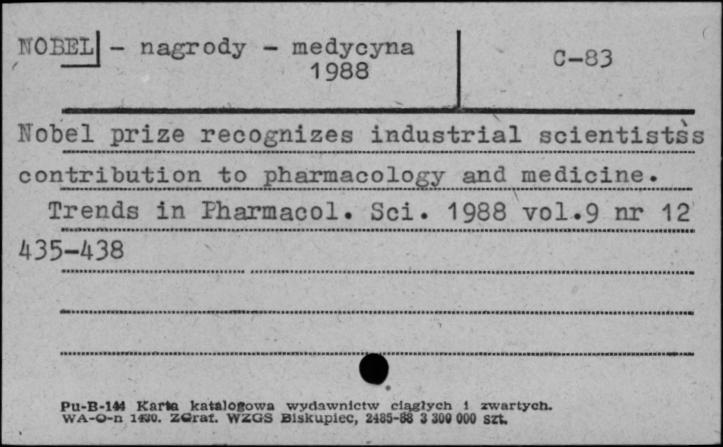 NOBEL - nagrody - medycyna C-83
1988
Nobel prize recognizes industrial scientists's
contribution to pharmacology and medicine.
Trends in Pharmacol. Sci. 1988 vol.9 nr 12
435-438
Pu-B-144 Karta katalogowa wydawnictw ciągłych i zwartych.
WA-O-n ZGraf. WZGS Biskupiec, 2485-88 3 300 000 szt.